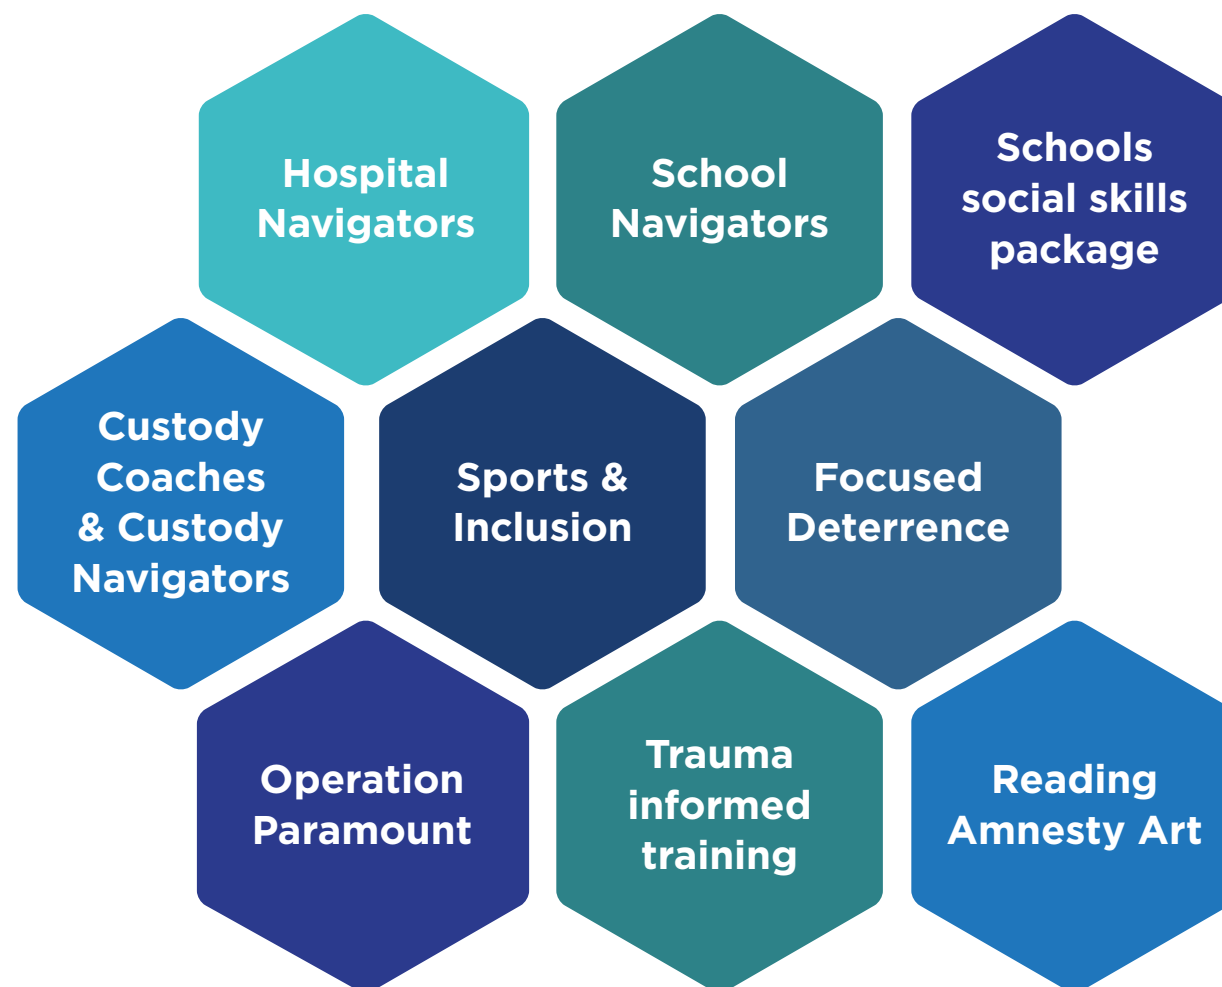 Hospital
Navigators
School
Navigators
Schools
social skills
package
Custody
Coaches
& Custody
Navigators
Sports &
Inclusion
Focused
Deterrence
Operation
Paramount
Trauma
informed
training
Reading
Amnesty Art